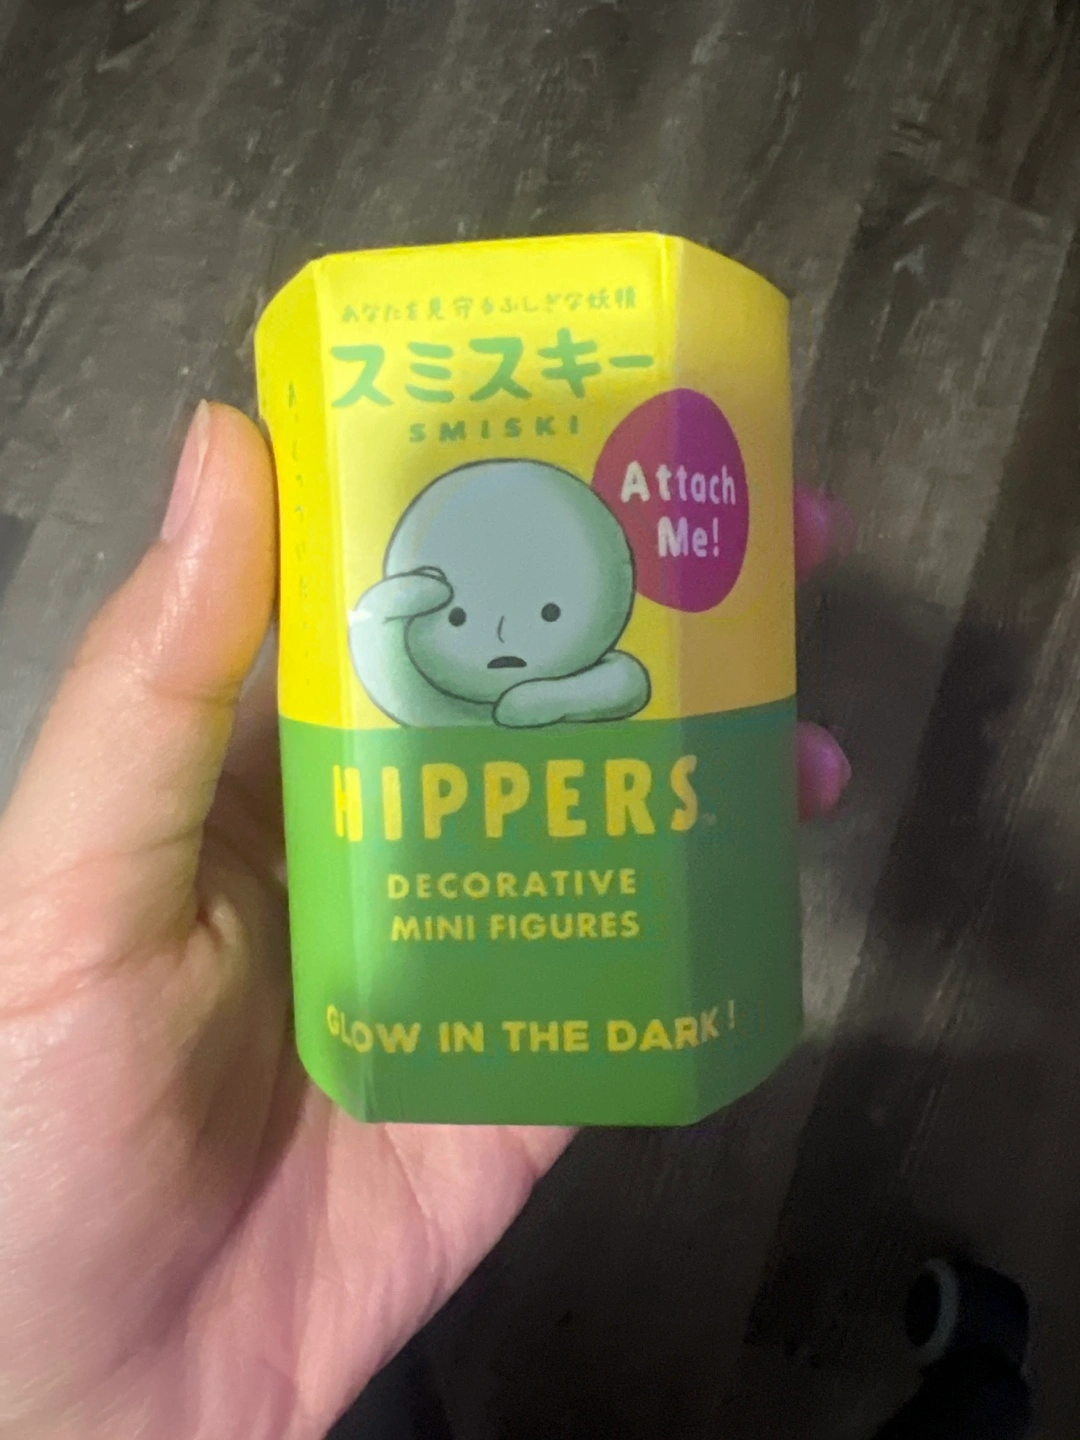 あなたを見守るふしぎな妖精
スミスキー
SMISKI
Attach
Me!
HIPPERS
DECORATIVE
MINI FIGURES
GLOW IN THE DARK!